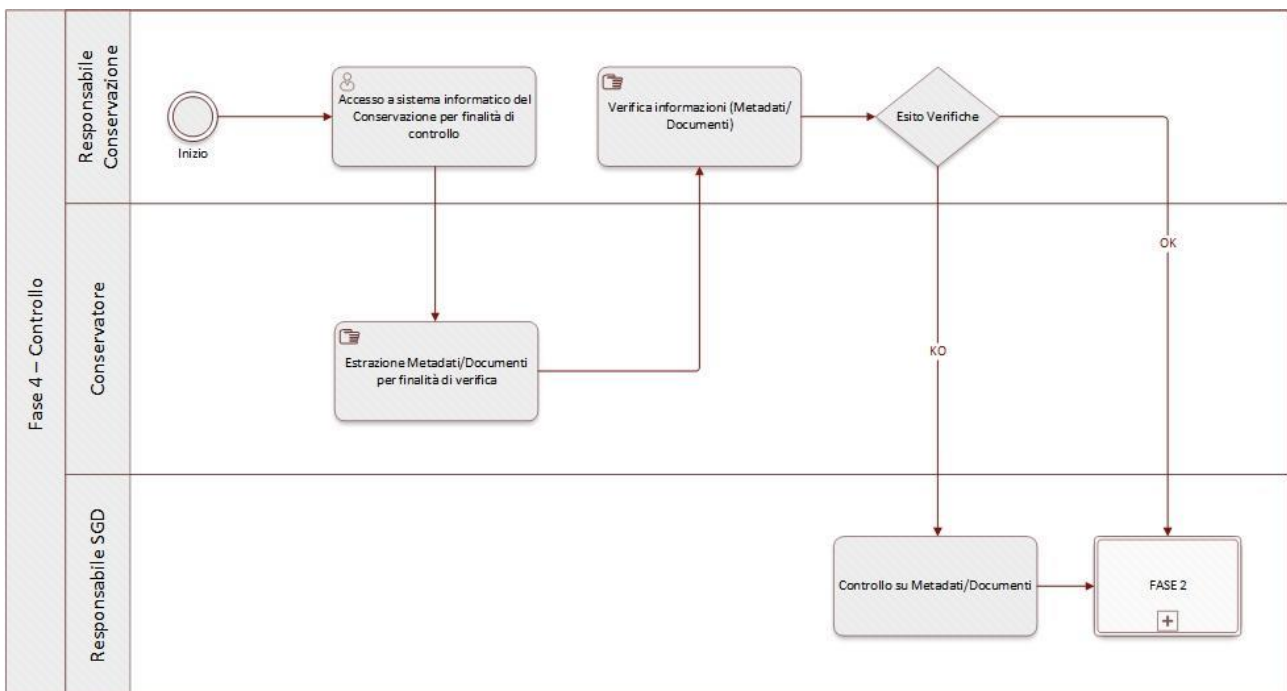 Fase 4 – Controllo
Responsabile
Conservazione
Inizio
Accesso a sistema informatico del
Conservazione per finalità di
controllo
Verifica informazioni (Metadati/
Documenti)
Esito Verifiche
OK
Conservatore
Estrazione Metadati/Documenti
per finalità di verifica
KO
Responsabile SGD
Controllo su Metadati/Documenti
FASE 2